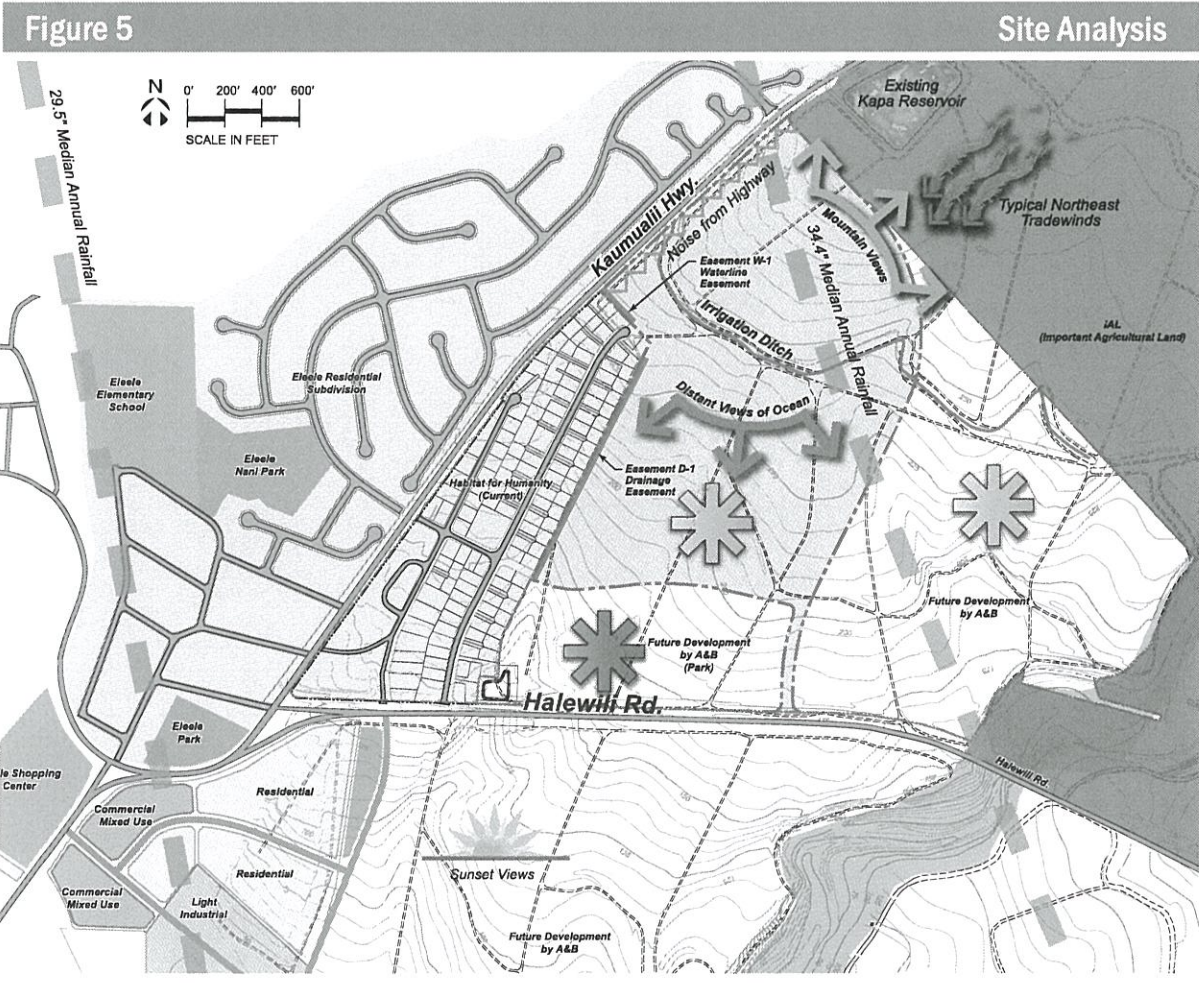 Figure 5
Site Analysis
29.5" Median Annual Rainfall
N
0' 200' 400' 600'
SCALE IN FEET
Existing
Kapa Reservoir
Kaumualii Hwy.
Noise from Highway
Mountain Views
Typical Northeast
Tradewinds
34.4" Median Annual Rainfall
Easement W-1
Waterline
Easement
Irrigation Ditch
IAL
(Important Agricultural Land)
Eleele
Elementary
School
Eleele Residential
Subdivision
Distant Views of Ocean
Eleele
Nani Park
Habitat for Humanity
(Current)
Easement D-1
Drainage
Easement
Future Development
by A&B
Future Development
by A&B
(Park)
Halewili Rd.
Eleele
Park
le Shopping
Center
Halewili Rd.
Residential
Commercial
Mixed Use
Residential
Sunset Views
Commercial
Mixed Use
Light
Industrial
Future Development
by A&B